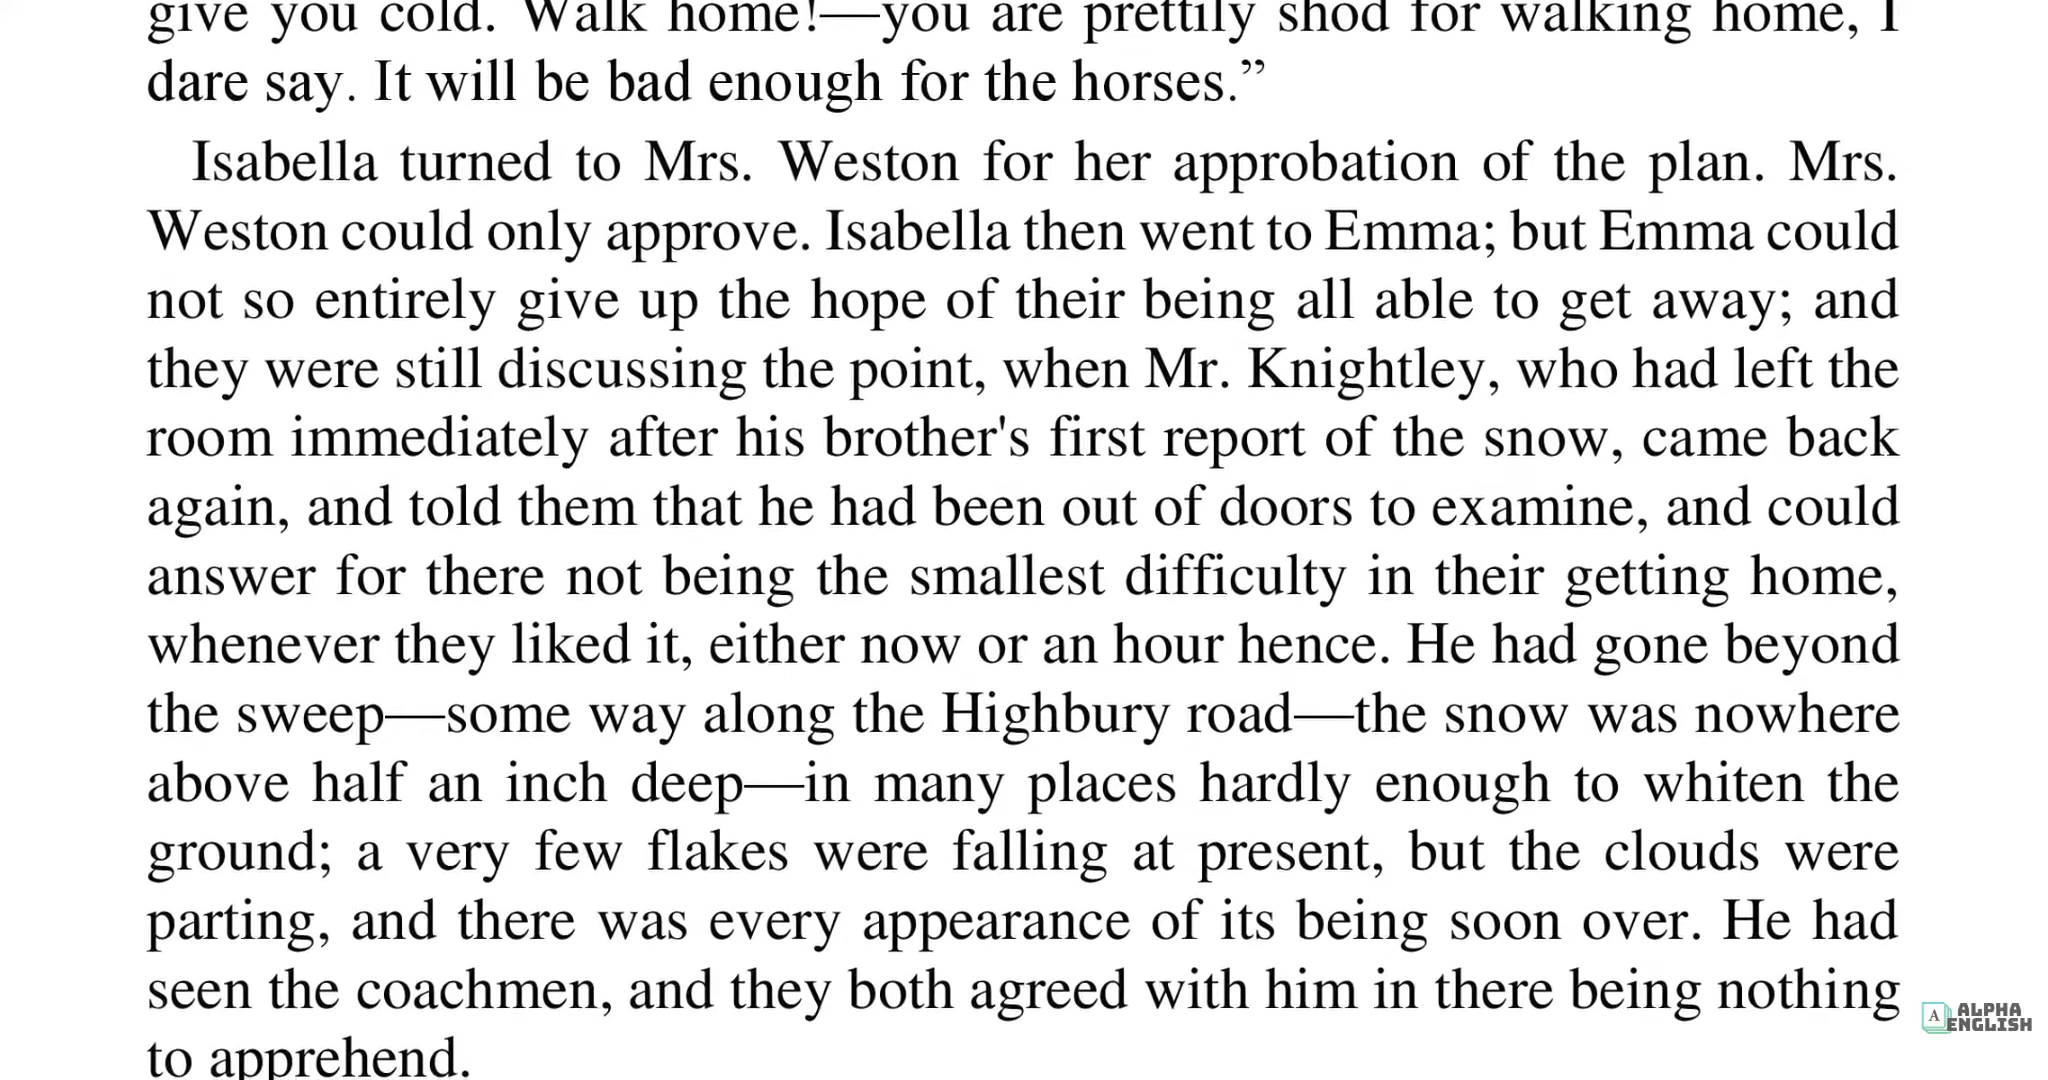 give you cold. Walk home!—you are prettily shod for walking home, I
dare say. It will be bad enough for the horses.”
Isabella turned to Mrs. Weston for her approbation of the plan. Mrs.
Weston could only approve. Isabella then went to Emma; but Emma could
not so entirely give up the hope of their being all able to get away; and
they were still discussing the point, when Mr. Knightley, who had left the
room immediately after his brother's first report of the snow, came back
again, and told them that he had been out of doors to examine, and could
answer for there not being the smallest difficulty in their getting home,
whenever they liked it, either now or an hour hence. He had gone beyond
the sweep—some way along the Highbury road—the snow was nowhere
above half an inch deep—in many places hardly enough to whiten the
ground; a very few flakes were falling at present, but the clouds were
parting, and there was every appearance of its being soon over. He had
seen the coachmen, and they both agreed with him in there being nothing
to apprehend.
A ALPHA
ENGLISH